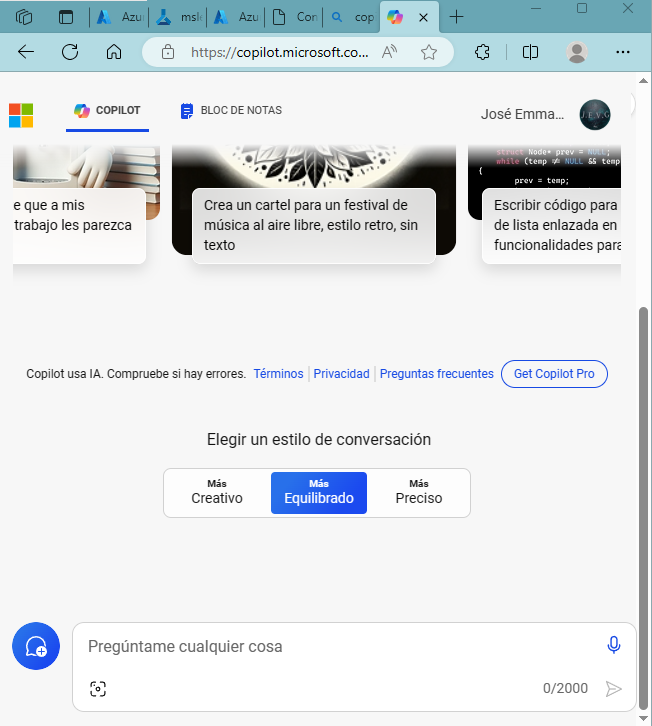 Azu
msle
Azu
Con
cop
https://copilot.microsoft.co...
COPILOT
BLOC DE NOTAS
José Emma...
J.E.V.G
e que a mis
trabajo les parezca
Crea un cartel para un festival de
música al aire libre, estilo retro, sin
texto
struct Node* prev = NULL;
while (temp ≠ NULL && temp
{
prev = temp;
Escribir código para
de lista enlazada en
funcionalidades para
Copilot usa IA. Compruebe si hay errores. Términos Privacidad Preguntas frecuentes Get Copilot Pro
Elegir un estilo de conversación
Más
Creativo
Más
Equilibrado
Más
Preciso
Pregúntame cualquier cosa
0/2000